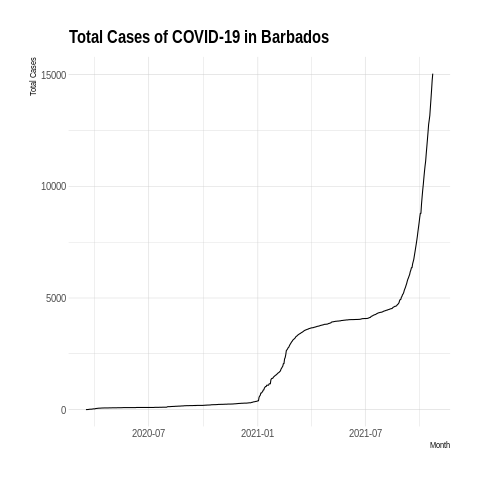 Total Cases of COVID-19 in Barbados
Total Cases
15000
10000
5000
0
2020-07
2021-01
2021-07
Month